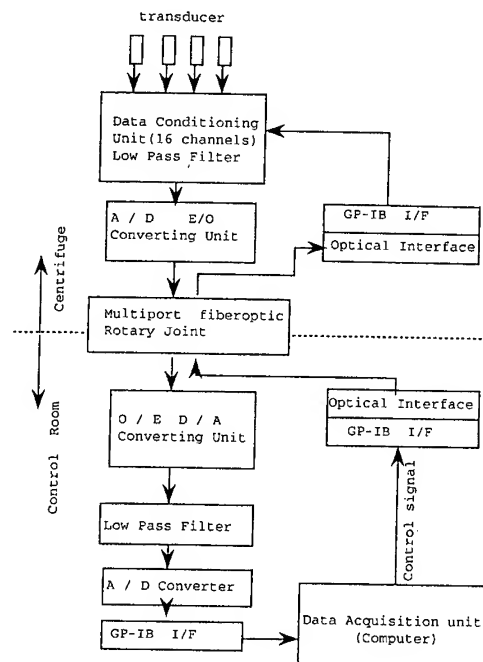 transducer
Data Conditioning
Unit(16 channels)
Low Pass Filter
GP-IB I/F
Optical Interface
A / D E/O
Converting Unit
Centrifuge
Multiport fiberoptic
Rotary Joint
Control Room
O / E D / A
Converting Unit
Optical Interface
GP-IB I/F
Control signal
Low Pass Filter
A / D Converter
GP-IB I/F
Data Acquisition unit
(Computer)